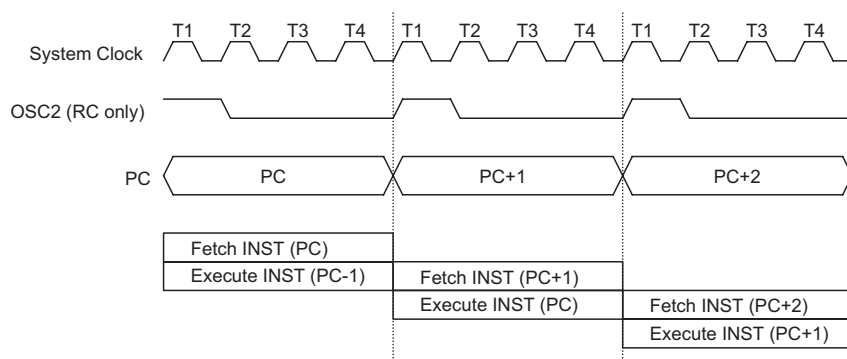 T1 T2 T3 T4 T1 T2 T3 T4 T1 T2 T3 T4
System Clock
OSC2 (RC only)
PC PC PC+1 PC+2
Fetch INST (PC)
Execute INST (PC-1) Fetch INST (PC+1)
Execute INST (PC) Fetch INST (PC+2)
Execute INST (PC+1)